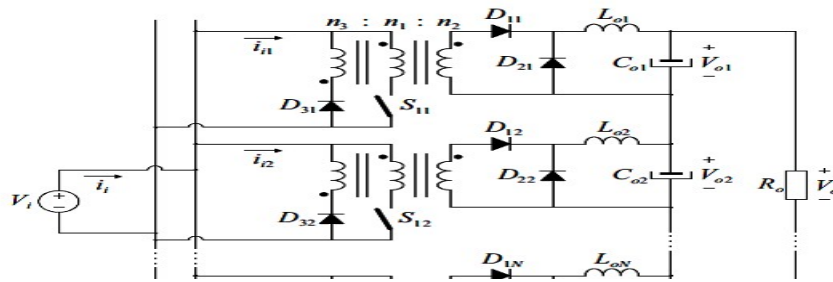 n₃ : n₁ : n₂
D₁₁
Lₒ₁
iᵢ₁
D₂₁
Cₒ₁
+
Vₒ₁
−
D₃₁
S₁₁
D₁₂
Lₒ₂
iᵢ₂
Vᵢ
+
−
iᵢ
D₂₂
Cₒ₂
+
Vₒ₂
−
Rₒ
+
−
D₃₂
S₁₂
D₁N
LₒN